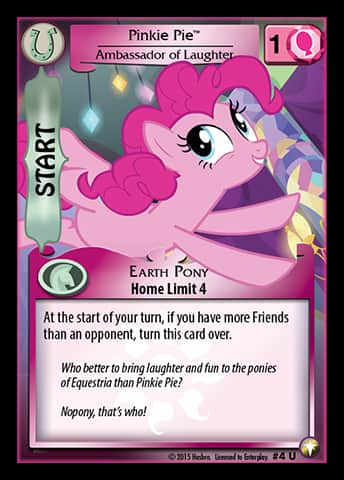 Pinkie Pie™
Ambassador of Laughter
1
START
Earth Pony
Home Limit 4
At the start of your turn, if you have more Friends
than an opponent, turn this card over.
Who better to bring laughter and fun to the ponies
of Equestria than Pinkie Pie?
Nopony, that's who!
© 2015 Hasbro. Licensed to Enterplay. #4 U